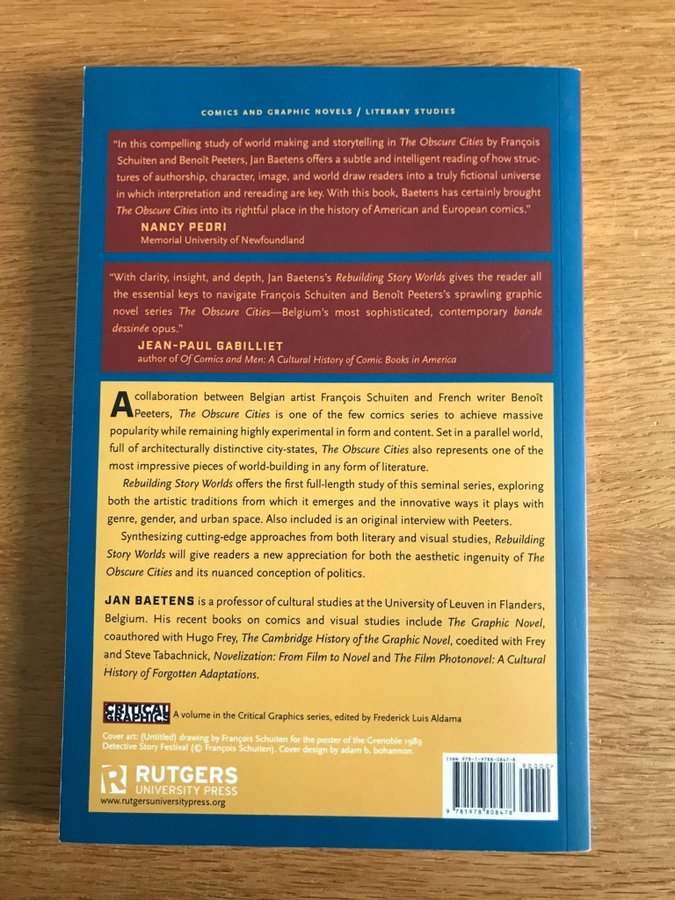 COMICS AND GRAPHIC NOVELS / LITERARY STUDIES
“In this compelling study of world making and storytelling in The Obscure Cities by François
Schuiten and Benoît Peeters, Jan Baetens offers a subtle and intelligent reading of how struc-
tures of authorship, character, image, and world draw readers into a truly fictional universe
in which interpretation and rereading are key. With this book, Baetens has certainly brought
The Obscure Cities into its rightful place in the history of American and European comics.”
NANCY PEDRI
Memorial University of Newfoundland
“With clarity, insight, and depth, Jan Baetens’s Rebuilding Story Worlds gives the reader all
the essential keys to navigate François Schuiten and Benoît Peeters’s sprawling graphic
novel series The Obscure Cities—Belgium’s most sophisticated, contemporary bande
dessinée opus.”
JEAN-PAUL GABILLIET
author of Of Comics and Men: A Cultural History of Comic Books in America
A collaboration between Belgian artist François Schuiten and French writer Benoît
Peeters, The Obscure Cities is one of the few comics series to achieve massive
popularity while remaining highly experimental in form and content. Set in a parallel world,
full of architecturally distinctive city-states, The Obscure Cities also represents one of the
most impressive pieces of world-building in any form of literature.
Rebuilding Story Worlds offers the first full-length study of this seminal series, exploring
both the artistic traditions from which it emerges and the innovative ways it plays with
genre, gender, and urban space. Also included is an original interview with Peeters.
Synthesizing cutting-edge approaches from both literary and visual studies, Rebuilding
Story Worlds will give readers a new appreciation for both the aesthetic ingenuity of The
Obscure Cities and its nuanced conception of politics.
JAN BAETENS is a professor of cultural studies at the University of Leuven in Flanders,
Belgium. His recent books on comics and visual studies include The Graphic Novel,
coauthored with Hugo Frey, The Cambridge History of the Graphic Novel, coedited with Frey
and Steve Tabachnick, Novelization: From Film to Novel and The Film Photonovel: A Cultural
History of Forgotten Adaptations.
CRITICAL
GRAPHICS
A volume in the Critical Graphics series, edited by Frederick Luis Aldama
Cover art: (Untitled) drawing by François Schuiten for the poster of the Grenoble 1989
Detective Story Festival (© François Schuiten). Cover design by adam b. bohannon.
RUTGERS
UNIVERSITY PRESS
www.rutgersuniversitypress.org
ISBN 978-1-9788-0847-8
90000>
9 781978 808478